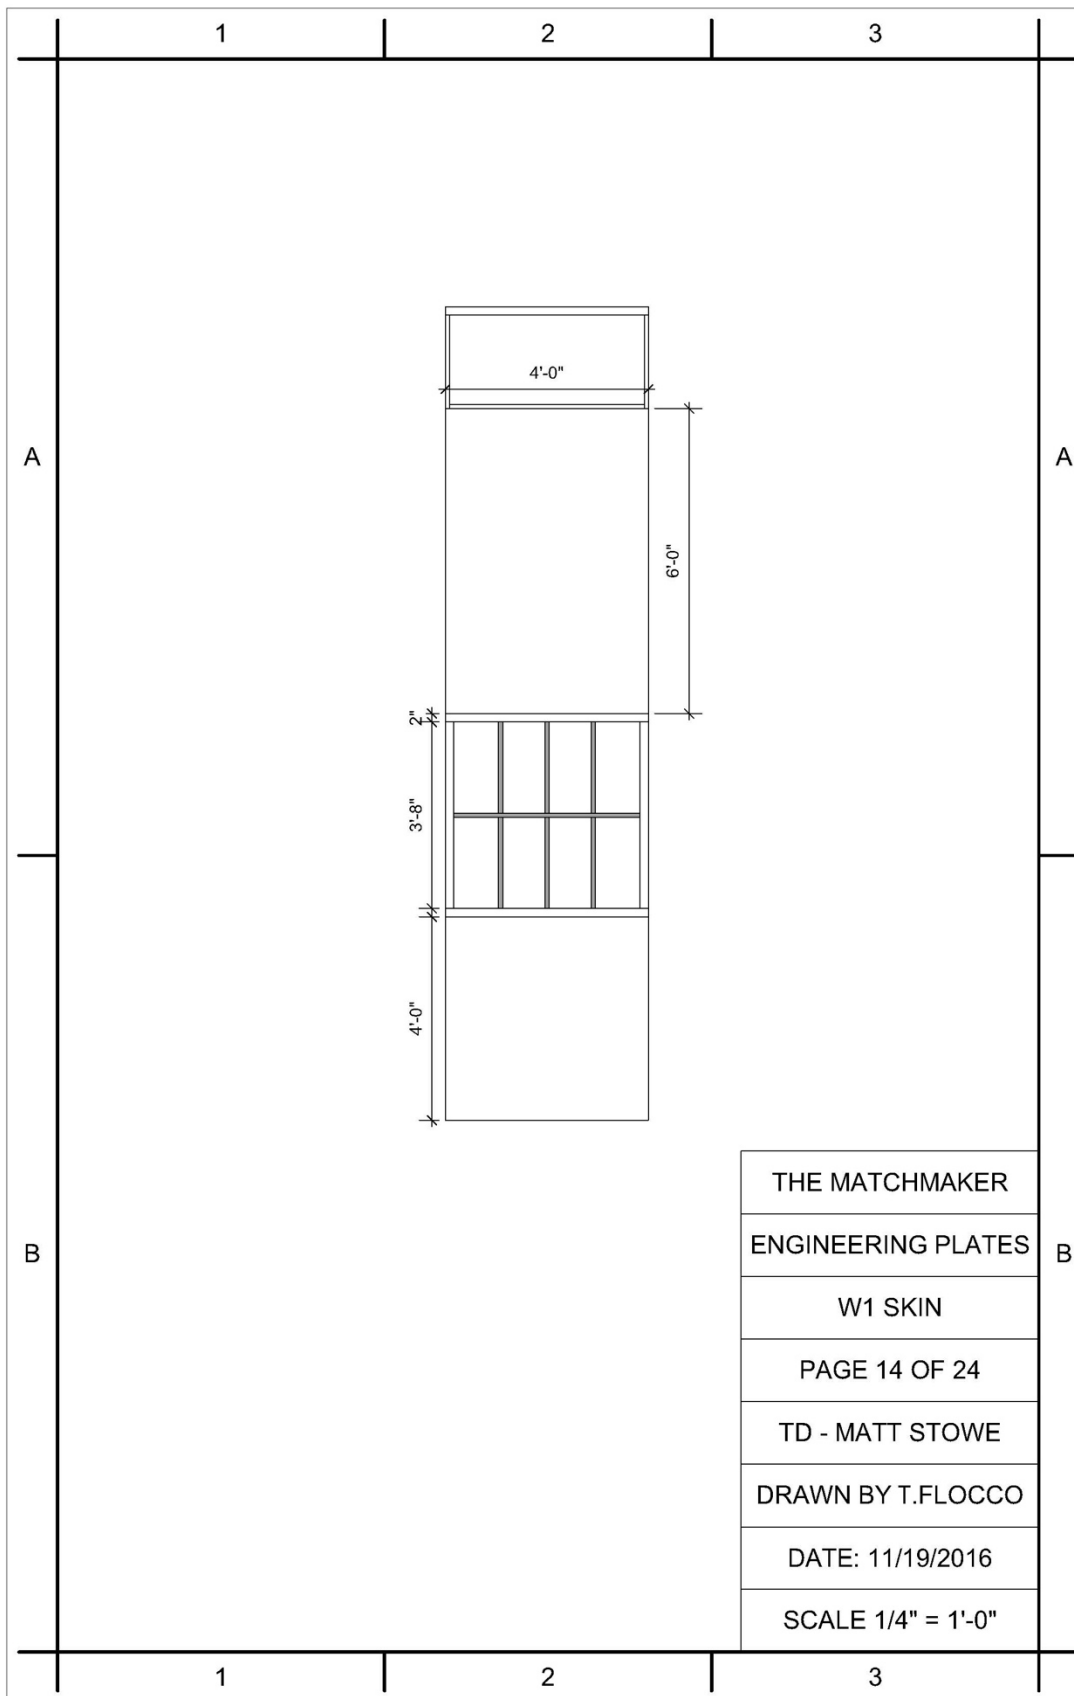 1 2 3
4'-0"
A A
6'-0"
2"
3'-8"
4'-0"
THE MATCHMAKER
ENGINEERING PLATES
B B
W1 SKIN
PAGE 14 OF 24
TD - MATT STOWE
DRAWN BY T.FLOCCO
DATE: 11/19/2016
SCALE 1/4" = 1'-0"
1 2 3